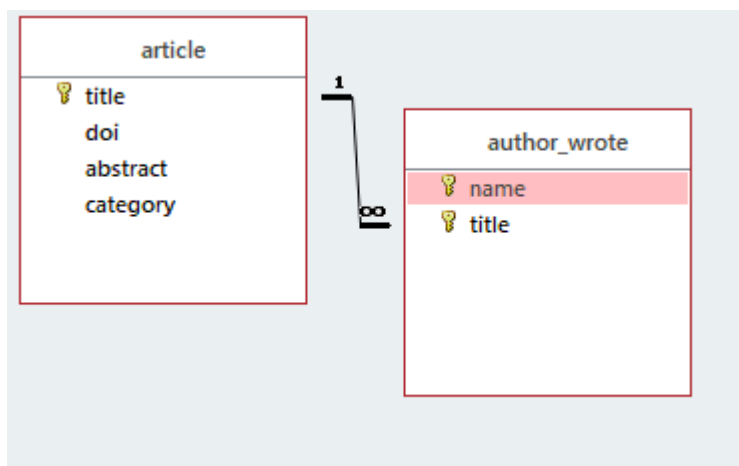 article
title
doi
abstract
category
1
∞
author_wrote
name
title